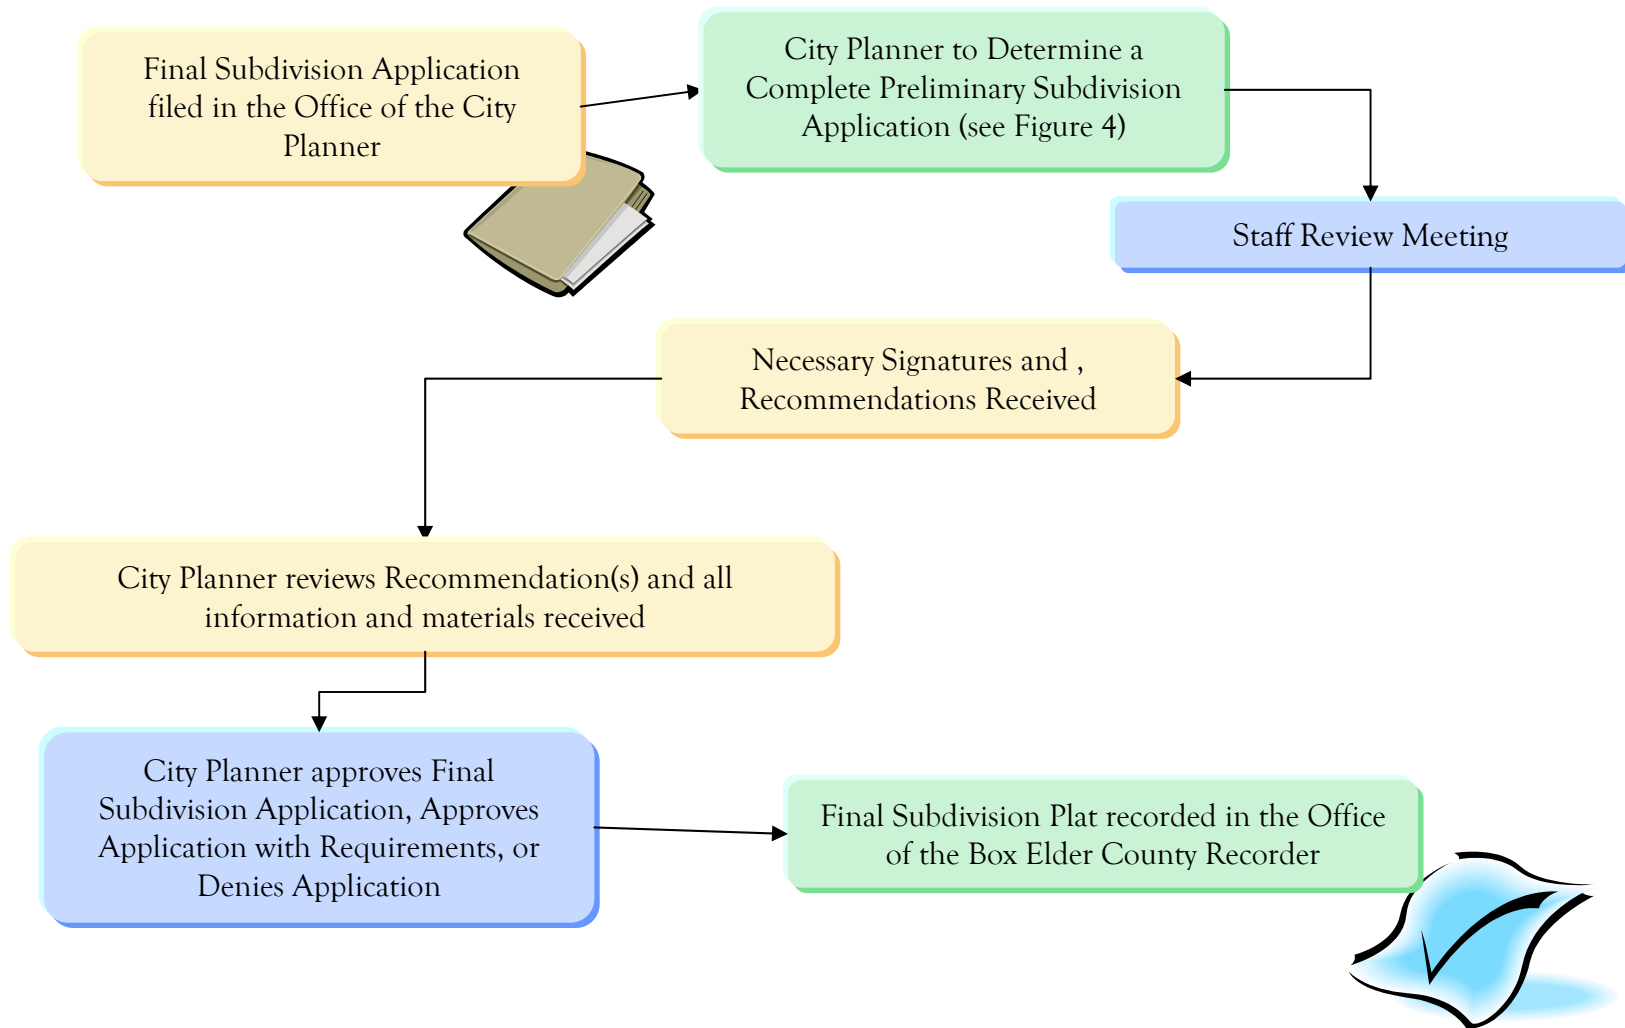 Final Subdivision Application
filed in the Office of the City
Planner
City Planner to Determine a
Complete Preliminary Subdivision
Application (see Figure 4)
Staff Review Meeting
Necessary Signatures and ,
Recommendations Received
City Planner reviews Recommendation(s) and all
information and materials received
City Planner approves Final
Subdivision Application, Approves
Application with Requirements, or
Denies Application
Final Subdivision Plat recorded in the Office
of the Box Elder County Recorder